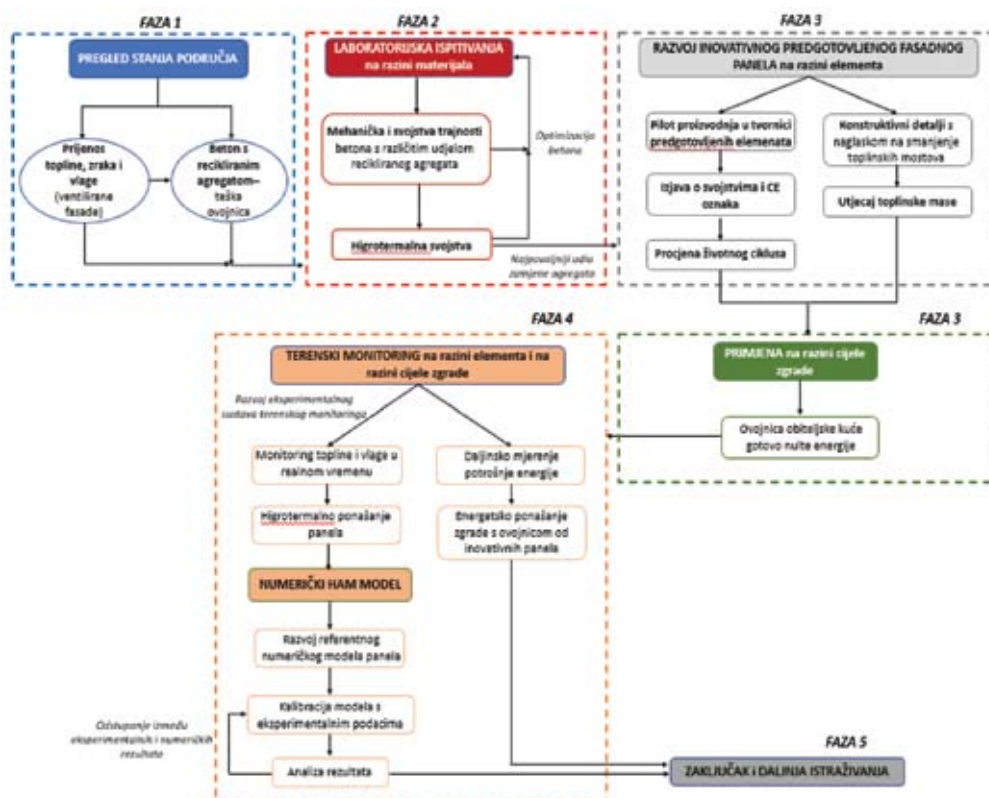 FAZA 1
PREGLED STANJA PODRUČJA
Prijenos
topline, zraka i
vlage
(ventilirane
fasade)
Beton s
recikliranim
agregatom–
teška
ovojnica
FAZA 2
LABORATORIJSKA ISPITIVANJA
na razini materijala
Mehanička i svojstva trajnosti
betona s različitim udjelom
recikliranog agregata
Optimizacija
betona
Higrotermalna svojstva
Najpovoljniji udio
zamjene agregata
FAZA 3
RAZVOJ INOVATIVNOG PREDGOTOVLJENOG FASADNOG
PANELA na razini elementa
Pilot proizvodnja u tvornici
predgotovljenih elemenata
Izjava o svojstvima i CE
oznaka
Procjena životnog ciklusa
Konstruktivni detalji s
naglaskom na smanjenje
toplinskih mostova
Utjecaj toplinske mase
FAZA 3
PRIMJENA na razini cijele
zgrade
Ovojnica obiteljske kuće
gotovo nulte energije
FAZA 4
TERENSKI MONITORING na razini elementa i na
razini cijele zgrade
Razvoj eksperimentalnog
sustava terenskog monitoringa
Monitoring topline i vlage u
realnom vremenu
Higrotermalno ponašanje
panela
NUMERIČKI HAM MODEL
Razvoj referentnog
numeričkog modela panela
Kalibracija modela s
eksperimentalnim podacima
Analiza rezultata
Odstupanje između
eksperimentalnih i numeričkih
rezultata
Daljinsko mjerenje
potrošnje energije
Energetsko ponašanje
zgrade s ovojnicom od
inovativnih panela
FAZA 5
ZAKLJUČAK i DALJNJA ISTRAŽIVANJA